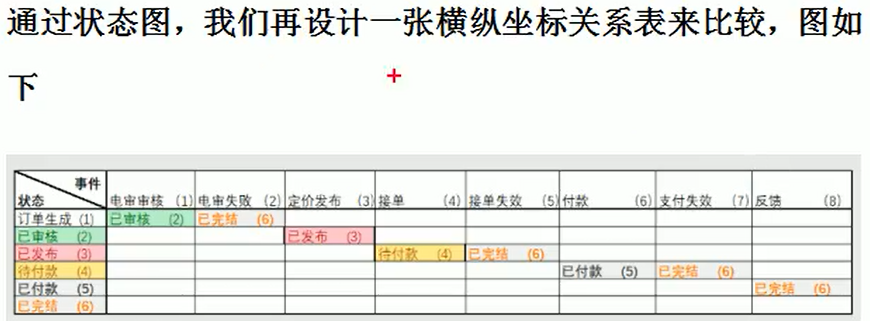 通过状态图，我们再设计一张横纵坐标关系表来比较，图如
下
事件
状态 电审审核 (1) 电审失败 (2) 定价发布 (3) 接单 (4) 接单失效 (5) 付款 (6) 支付失效 (7) 反馈 (8)
订单生成 (1) 已审核 (2) 已完结 (6)
已审核 (2) 已发布 (3)
已发布 (3) 待付款 (4) 已完结 (6)
待付款 (4) 已付款 (5) 已完结 (6)
已付款 (5) 已完结 (6)
已完结 (6)